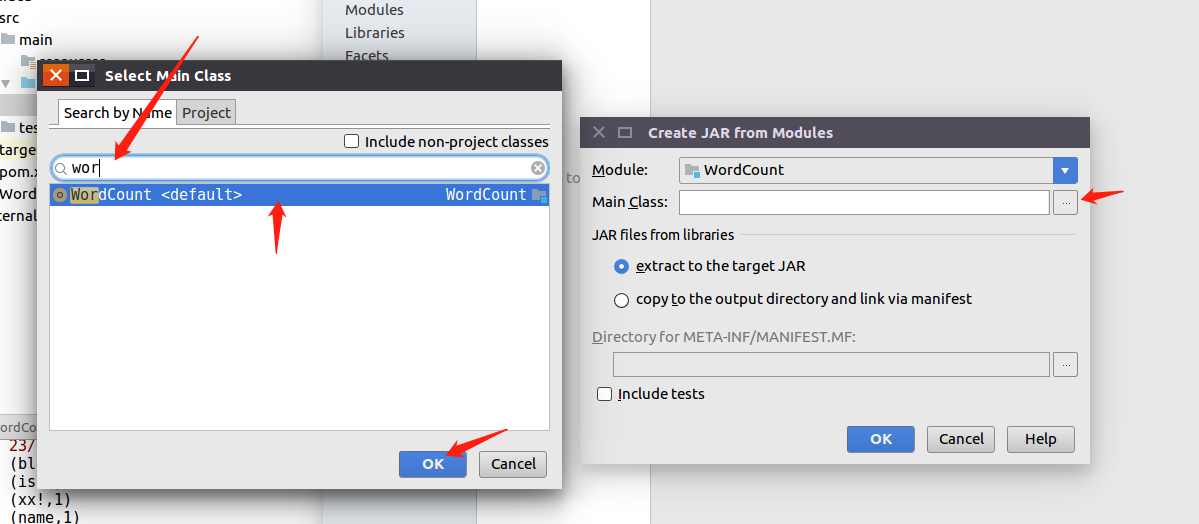 src
main
tes
targe
pom.x
Word
ternal
Modules
Libraries
Facets
Select Main Class
Search by Name
Project
Include non-project classes
wor
WordCount <default> WordCount
OK
Cancel
to
Create JAR from Modules
Module:
WordCount
Main Class:
...
JAR files from libraries
extract to the target JAR
copy to the output directory and link via manifest
Directory for META-INF/MANIFEST.MF:
...
Include tests
OK
Cancel
Help
ordCo
23/
(bl
(is
(xx!,1)
(name,1)